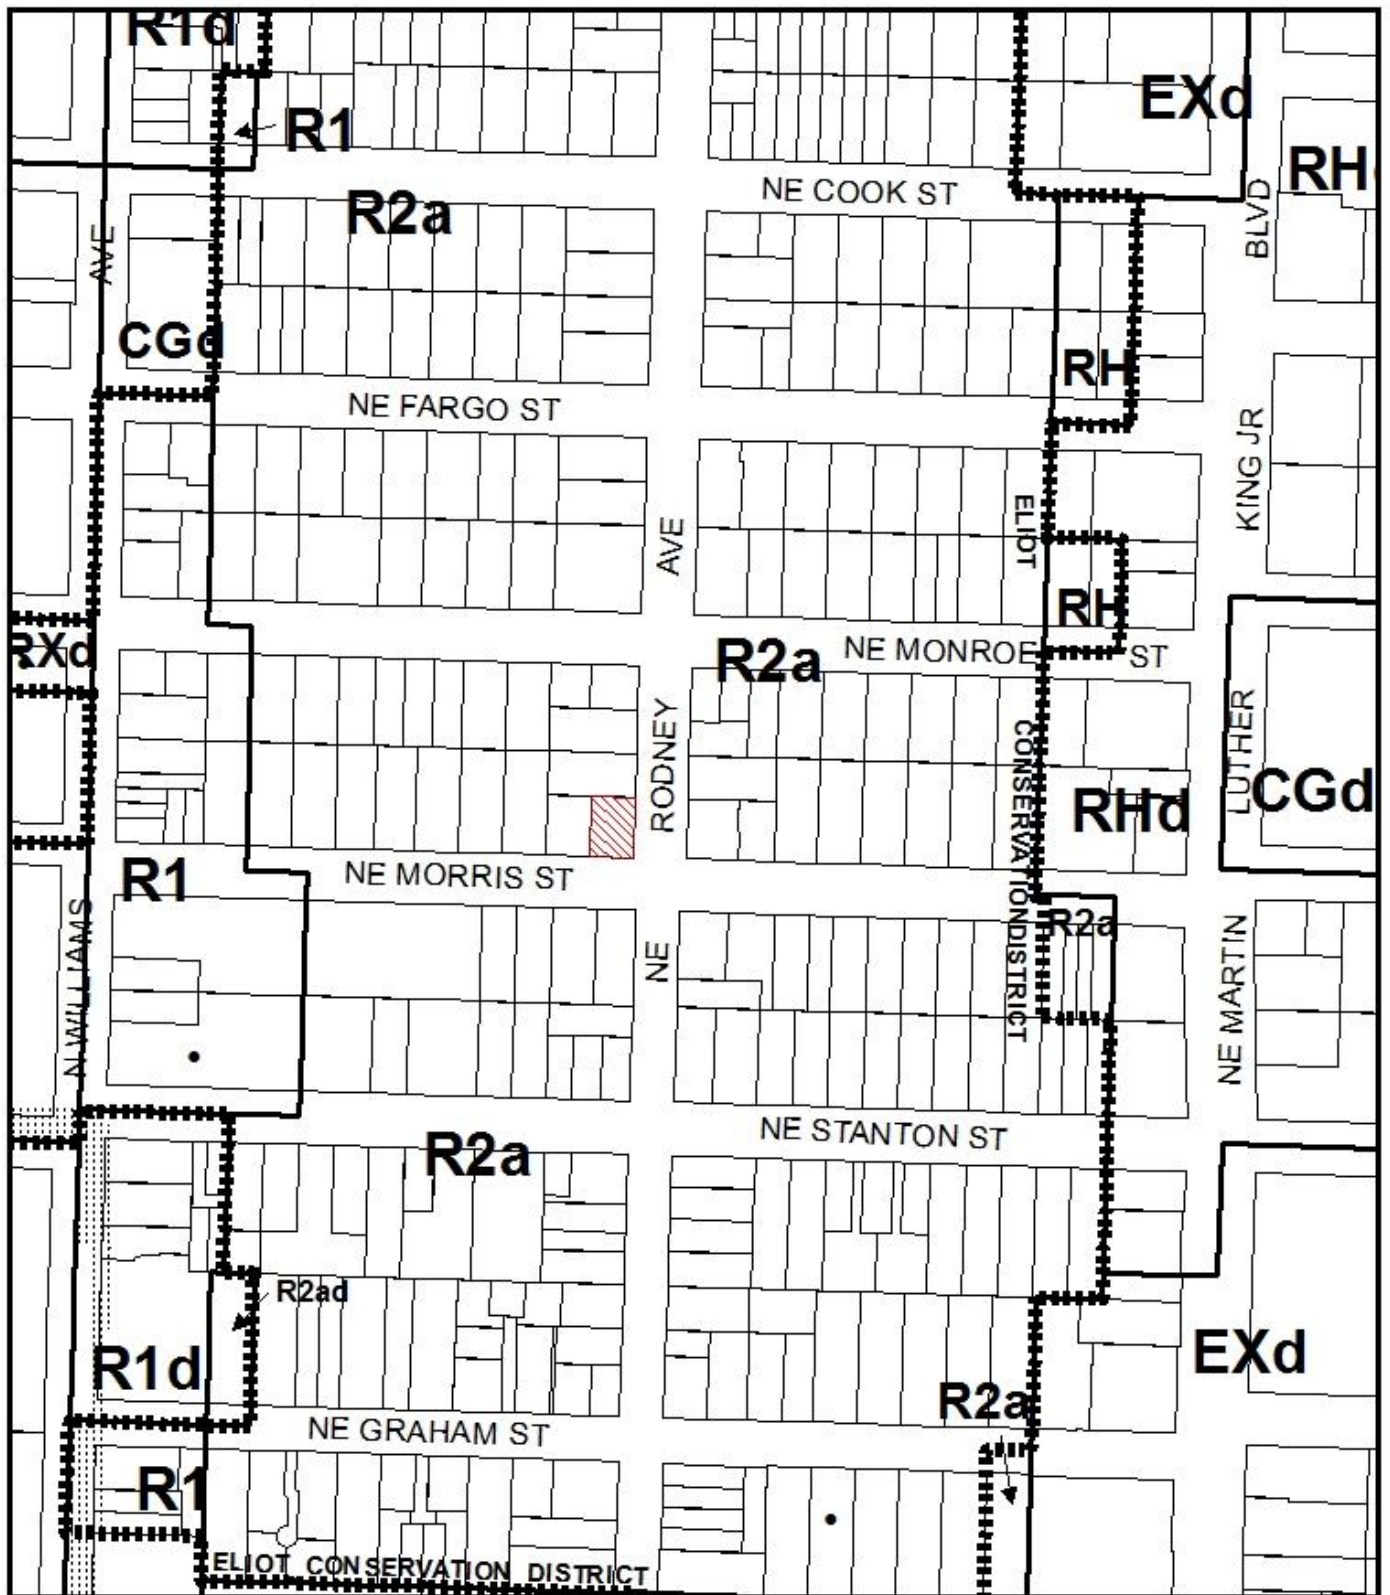 R1d
EXd
R1
RH
NE COOK ST
R2a
BLVD
AVE
CGd
RH
NE FARGO ST
KING JR
ELIOT
AVE
RH
RXd
R2a
NE MONROE ST
RODNEY
LUTHER
CONSERVATION DISTRICT
CGd
RHd
R1
NE MORRIS ST
R2a
N WILLIAMS
NE
NE MARTIN
NE STANTON ST
R2a
R2ad
R1d
EXd
R2a
NE GRAHAM ST
R1
ELIOT CONSERVATION DISTRICT